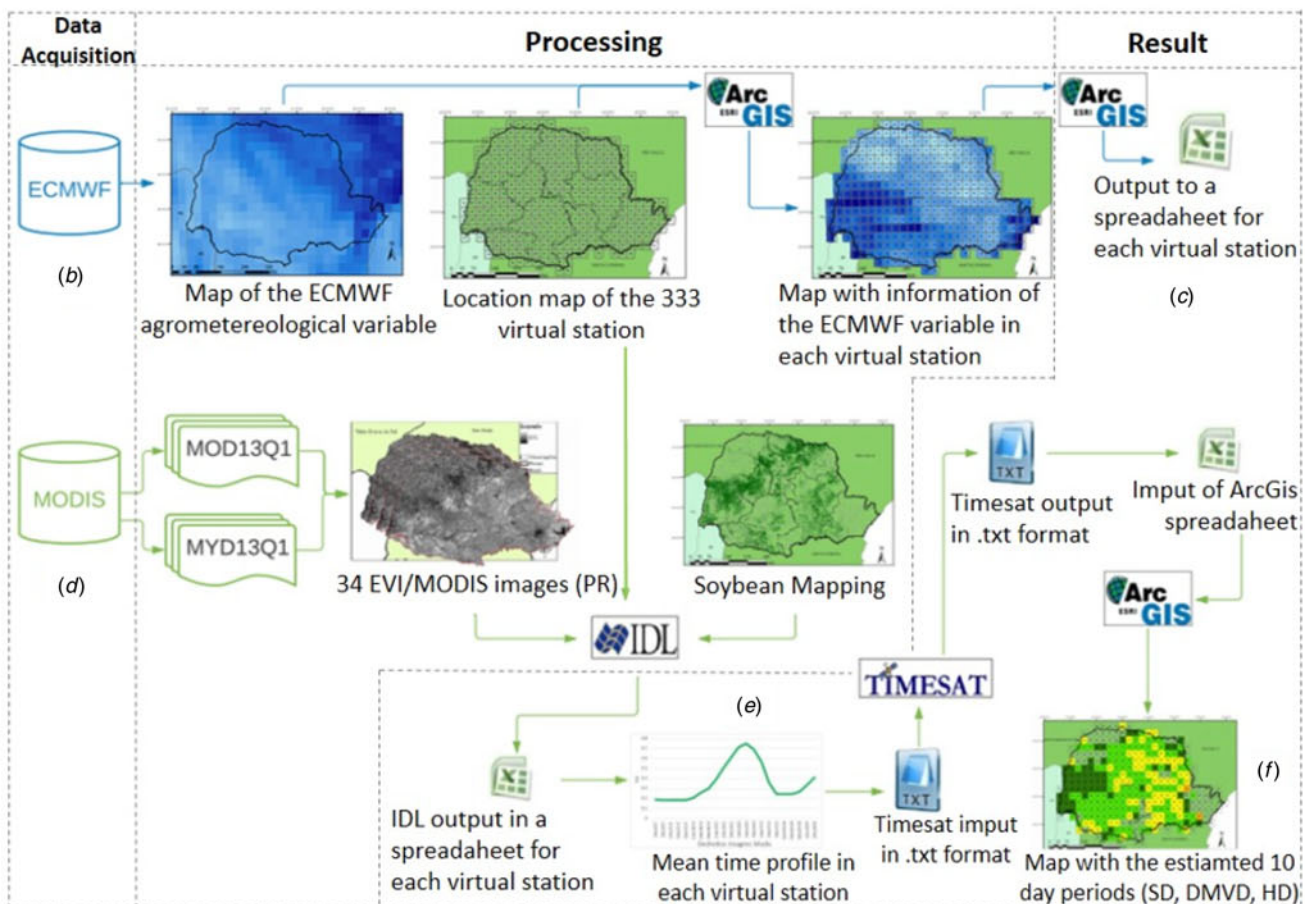 Data
Acquisition
Processing
Result
ECMWF
(b)
Map of the ECMWF
agrometereological variable
Location map of the 333
virtual station
Arc
ESRI
GIS
Map with information of
the ECMWF variable in
each virtual station
Arc
ESRI
GIS
Output to a
spreadaheet for
each virtual station
(c)
MODIS
(d)
MOD13Q1
MYD13Q1
34 EVI/MODIS images (PR)
Soybean Mapping
IDL
TXT
Timesat output
in .txt format
Imput of ArcGis
spreadaheet
Arc
ESRI
GIS
TIMESAT
(e)
IDL output in a
spreadaheet for
each virtual station
Mean time profile in
each virtual station
TXT
Timesat imput
in .txt format
(f)
Map with the estiamted 10
day periods (SD, DMVD, HD)